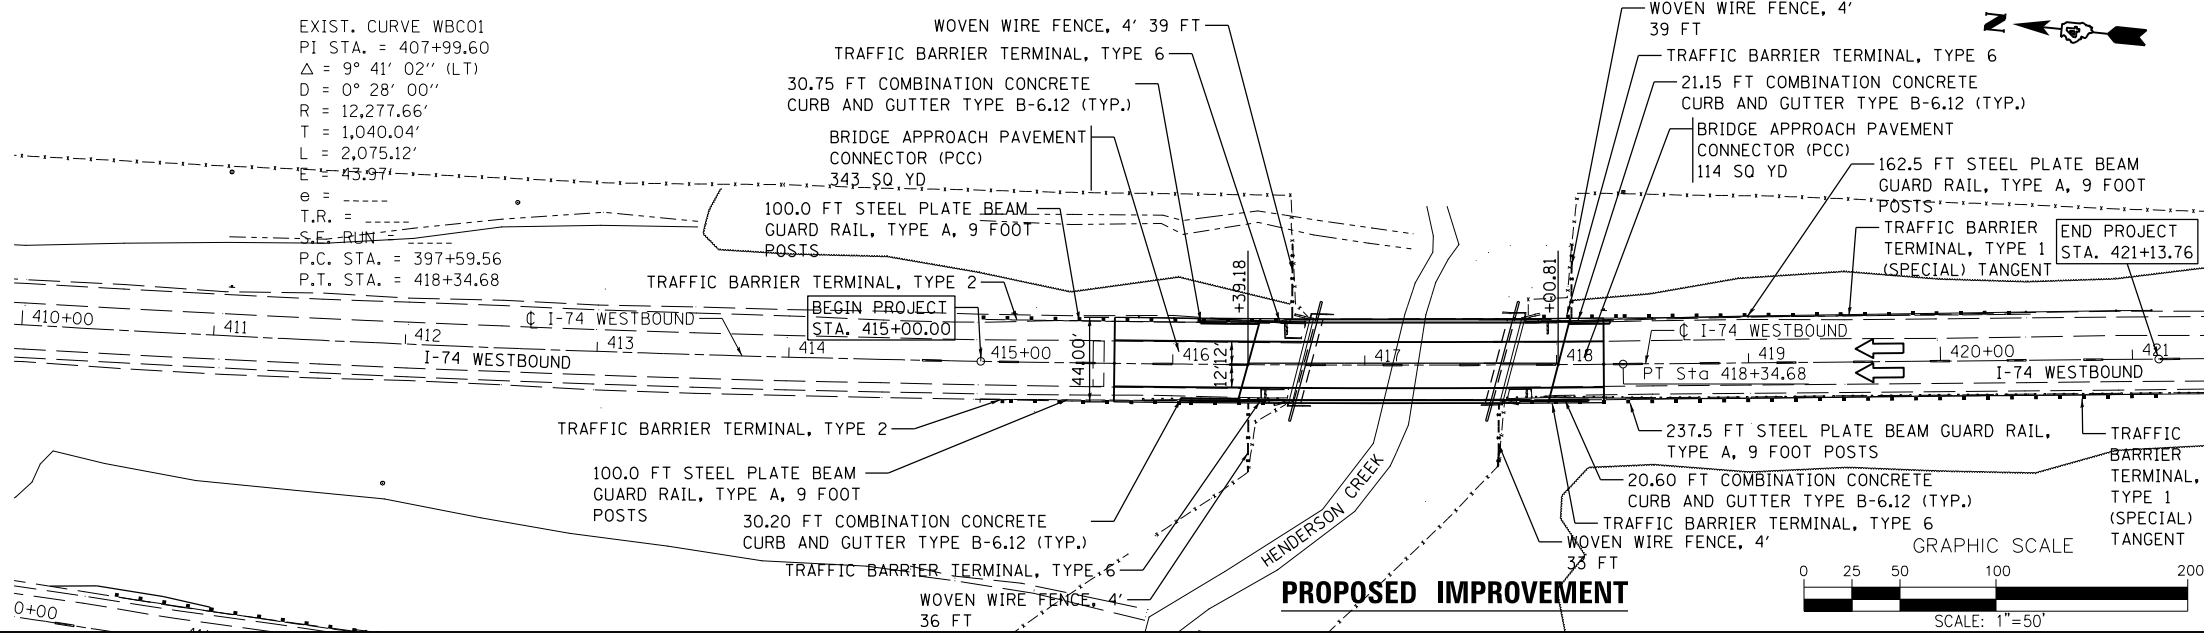 EXIST. CURVE WBC01
PI STA. = 407+99.60
Δ = 9° 41' 02'' (LT)
D = 0° 28' 00''
R = 12,277.66'
T = 1,040.04'
L = 2,075.12'
E = 43.97'
e = _____
T.R. = _____
S.E. RUN _____
P.C. STA. = 397+59.56
P.T. STA. = 418+34.68
WOVEN WIRE FENCE, 4' 39 FT
TRAFFIC BARRIER TERMINAL, TYPE 6
30.75 FT COMBINATION CONCRETE
CURB AND GUTTER TYPE B-6.12 (TYP.)
BRIDGE APPROACH PAVEMENT
CONNECTOR (PCC)
343 SQ YD
100.0 FT STEEL PLATE BEAM
GUARD RAIL, TYPE A, 9 FOOT
POSTS
TRAFFIC BARRIER TERMINAL, TYPE 2
BEGIN PROJECT
STA. 415+00.00
WOVEN WIRE FENCE, 4'
39 FT
TRAFFIC BARRIER TERMINAL, TYPE 6
21.15 FT COMBINATION CONCRETE
CURB AND GUTTER TYPE B-6.12 (TYP.)
BRIDGE APPROACH PAVEMENT
CONNECTOR (PCC)
114 SQ YD
162.5 FT STEEL PLATE BEAM
GUARD RAIL, TYPE A, 9 FOOT
POSTS
TRAFFIC BARRIER
TERMINAL, TYPE 1
(SPECIAL) TANGENT
END PROJECT
STA. 421+13.76
N
+39.18
+00.81
410+00
411
412
413
414
415+00
416
417
418
419
420+00
421
℄ I-74 WESTBOUND
I-74 WESTBOUND
44'00'
12'12'
℄ I-74 WESTBOUND
PT Sta 418+34.68
I-74 WESTBOUND
TRAFFIC BARRIER TERMINAL, TYPE 2
100.0 FT STEEL PLATE BEAM
GUARD RAIL, TYPE A, 9 FOOT
POSTS
30.20 FT COMBINATION CONCRETE
CURB AND GUTTER TYPE B-6.12 (TYP.)
TRAFFIC BARRIER TERMINAL, TYPE 6
WOVEN WIRE FENCE, 4'
36 FT
HENDERSON CREEK
237.5 FT STEEL PLATE BEAM GUARD RAIL,
TYPE A, 9 FOOT POSTS
20.60 FT COMBINATION CONCRETE
CURB AND GUTTER TYPE B-6.12 (TYP.)
TRAFFIC BARRIER TERMINAL, TYPE 6
WOVEN WIRE FENCE, 4'
33 FT
TRAFFIC
BARRIER
TERMINAL,
TYPE 1
(SPECIAL)
TANGENT
PROPOSED IMPROVEMENT
GRAPHIC SCALE
0 25 50 100 200
SCALE: 1"=50'
0+00